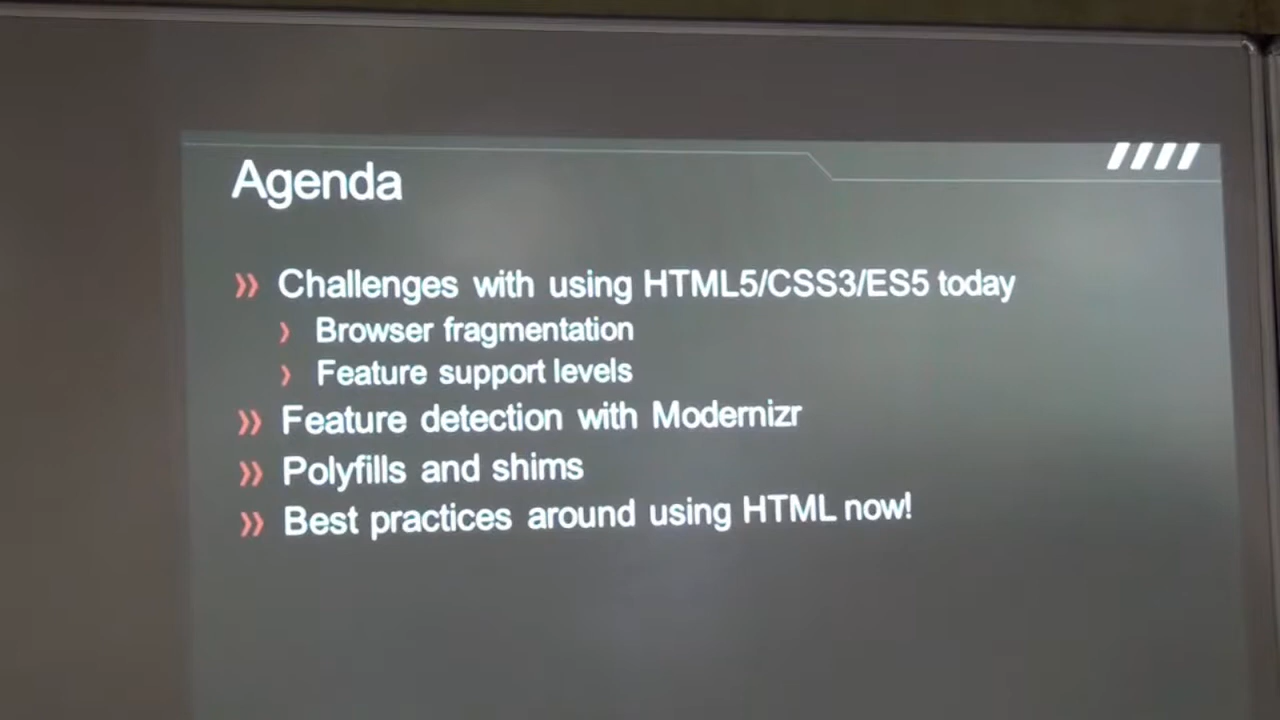 Agenda
Challenges with using HTML5/CSS3/ES5 today
Browser fragmentation
Feature support levels
Feature detection with Modernizr
Polyfills and shims
Best practices around using HTML now!